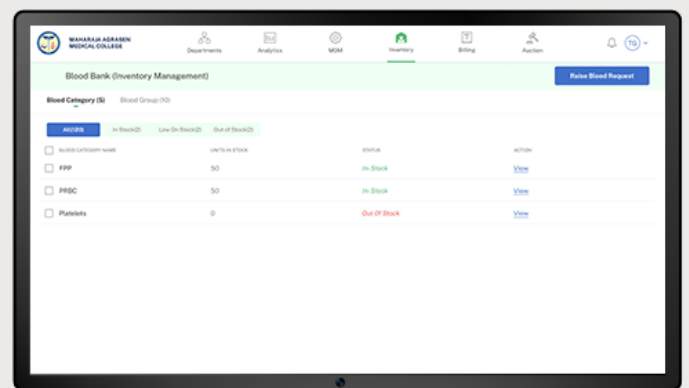 MAHARAJA AGRASEN
MEDICAL COLLEGE
Departments
Analytics
MDM
Inventory
Billing
Auction
TG
Blood Bank (Inventory Management)
Raise Blood Request
Blood Category (5)
Blood Group (10)
In Stock(2)
Low On Stock(2)
Out of Stock(2)
BLOOD CATEGORY NAME
UNITS IN STOCK
STATUS
ACTION
FPP
50
In-Stock
View
PRBC
50
In-Stock
View
Platelets
0
Out Of Stock
View